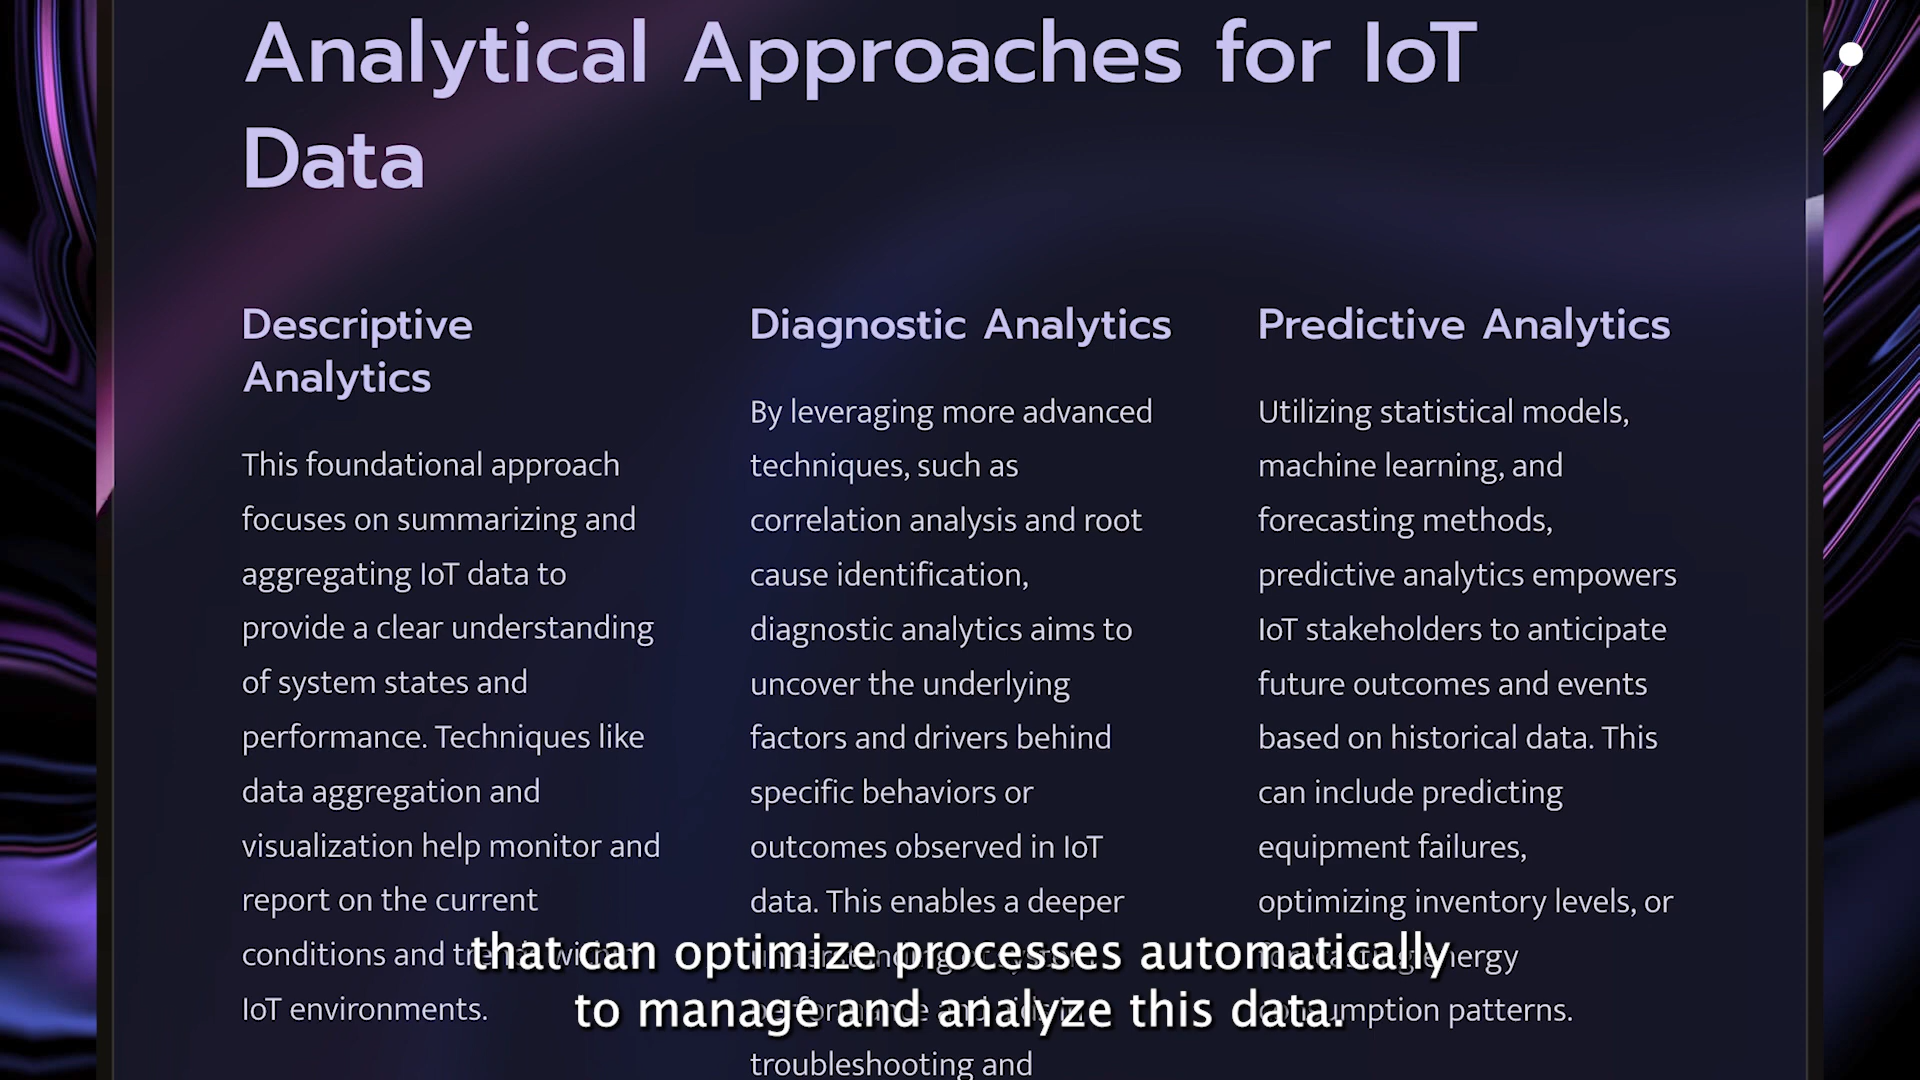 Analytical Approaches for IoT
Data
Descriptive
Analytics
This foundational approach
focuses on summarizing and
aggregating IoT data to
provide a clear understanding
of system states and
performance. Techniques like
data aggregation and
visualization help monitor and
report on the current
conditions and
IoT environments.
Diagnostic Analytics
By leveraging more advanced
techniques, such as
correlation analysis and root
cause identification,
diagnostic analytics aims to
uncover the underlying
factors and drivers behind
specific behaviors or
outcomes observed in IoT
data. This enables a deeper
troubleshooting and
Predictive Analytics
Utilizing statistical models,
machine learning, and
forecasting methods,
predictive analytics empowers
IoT stakeholders to anticipate
future outcomes and events
based on historical data. This
can include predicting
equipment failures,
optimizing inventory levels, or
forecasting energy
consumption patterns.
that can optimize processes automatically
to manage and analyze this data.